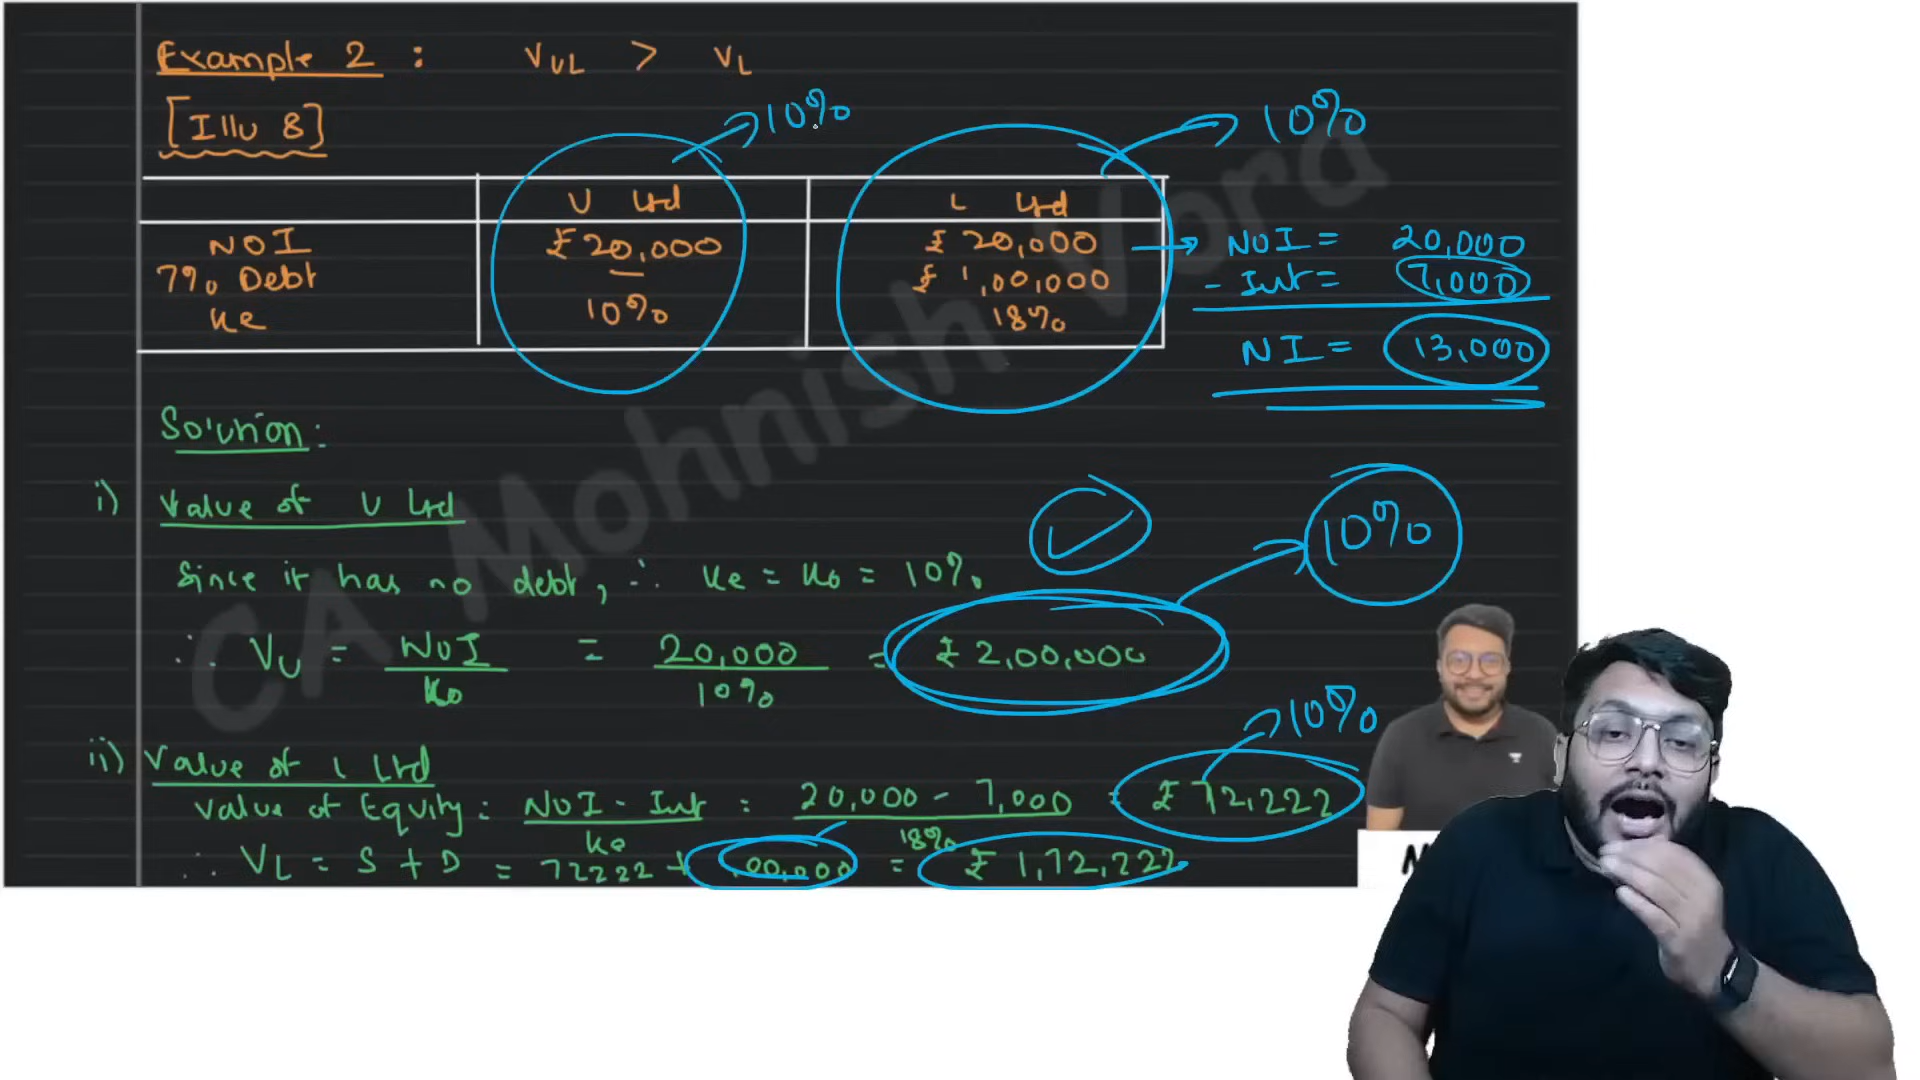 Example 2 : VUL > VL
[Illu 8]
10%
10%
U Ltd L Ltd
NOI ₹20,000 ₹20,000
7% Debt — ₹1,00,000
Ke 10% 18%
NOI = 20,000
- Int = 7,000
NI = 13,000
Solution:
i) Value of U Ltd
10%
Since it has no debt, ∴ Ke = Ko = 10%
∴ VU = NOI / Ko = 20,000 / 10% = ₹2,00,000
10%
ii) Value of L Ltd
Value of Equity: NOI - Int / Ke = 20,000 - 7,000 / 18% = ₹72,222
∴ VL = S + D = 72222 + 00,000 = ₹1,72,222
CA Mohnish Vora